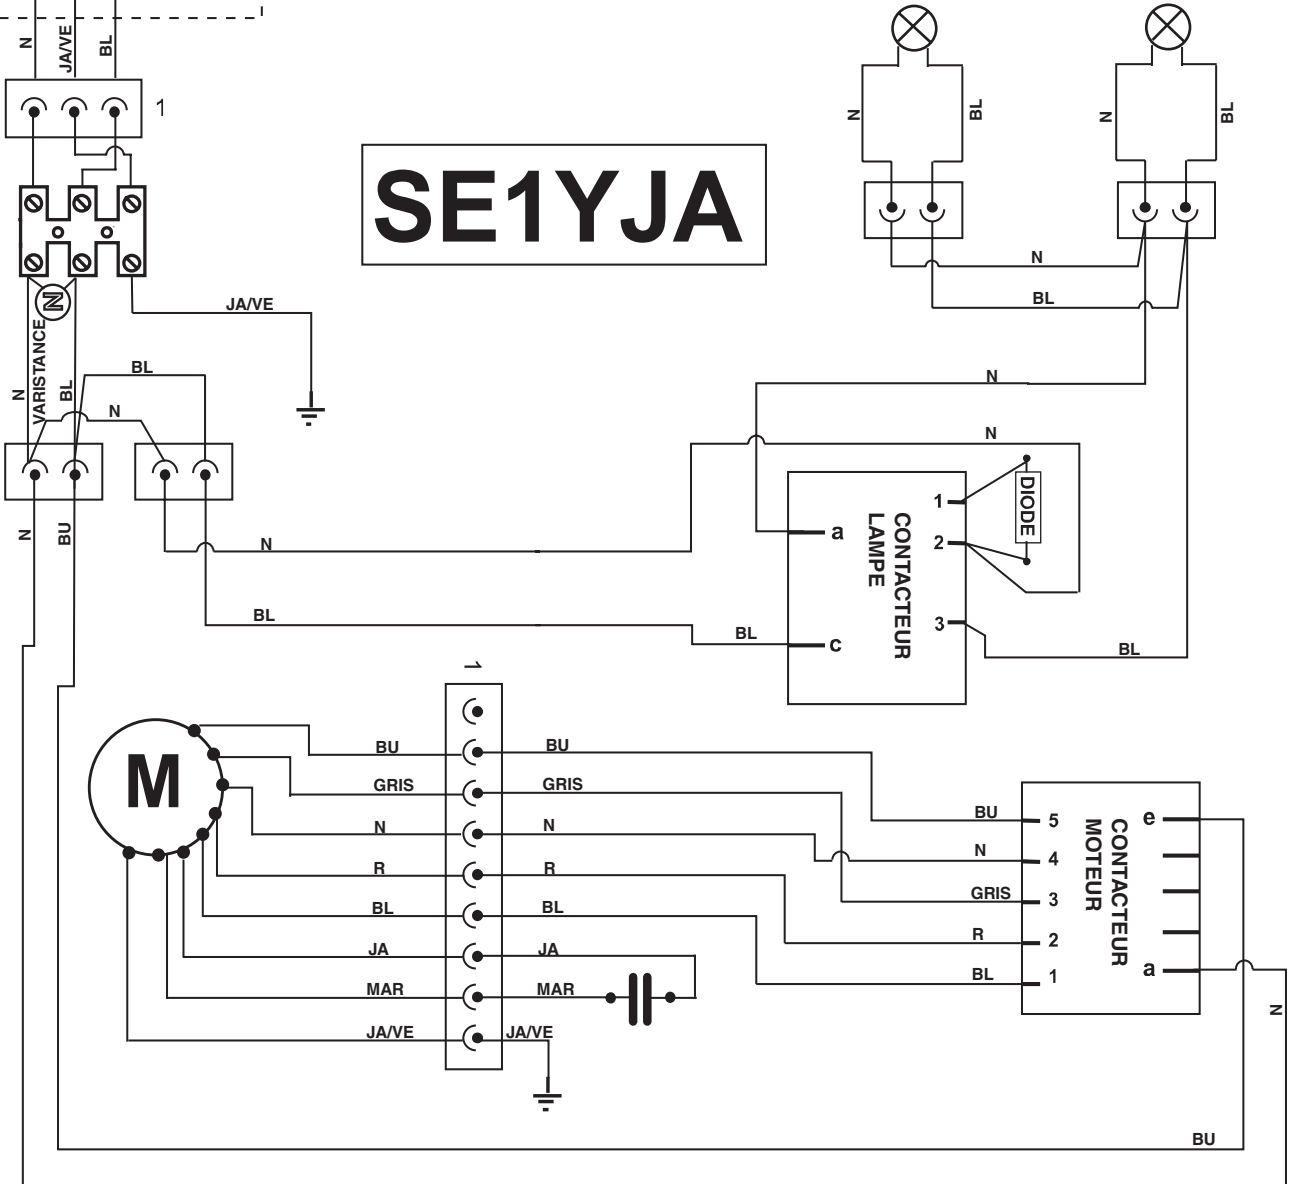 N
JA/VE
BL
1
SE1YJA
N
BL
N
BL
N
BL
JA/VE
N
VARISTANCE
N
BL
BL
N
N
BU
N
BL
N
N
BL
a
c
CONTACTEUR
LAMPE
1
2
3
DIODE
BL
1
M
BU
GRIS
N
R
BL
JA
MAR
JA/VE
BU
GRIS
N
R
BL
JA
MAR
JA/VE
BU
N
GRIS
R
BL
5
4
3
2
1
CONTACTEUR
MOTEUR
e
a
N
BU